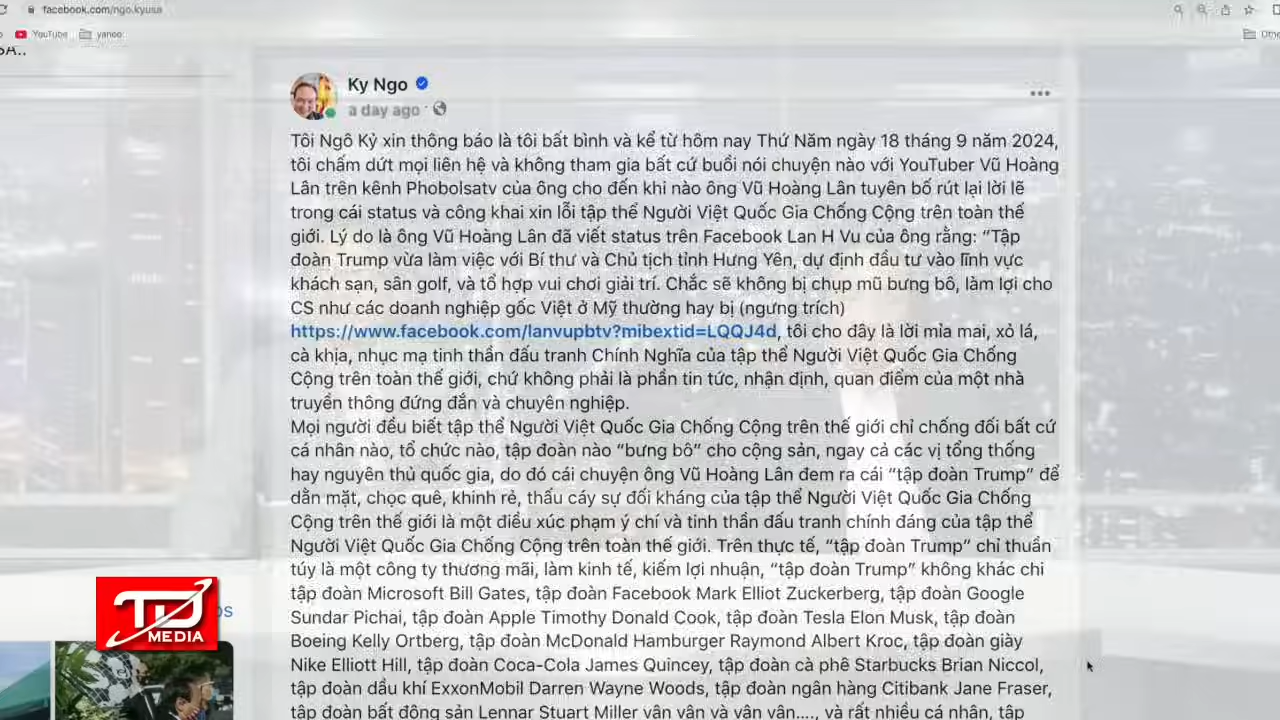 facebook.com/ngo.kyusa
YouTube
yahoo
Ky Ngo
a day ago ·
Tôi Ngô Kỷ xin thông báo là tôi bất bình và kể từ hôm nay Thứ Năm ngày 18 tháng 9 năm 2024,
tôi chấm dứt mọi liên hệ và không tham gia bất cứ buổi nói chuyện nào với YouTuber Vũ Hoàng
Lân trên kênh Phobolsatv của ông cho đến khi nào ông Vũ Hoàng Lân tuyên bố rút lại lời lẽ
trong cái status và công khai xin lỗi tập thể Người Việt Quốc Gia Chống Cộng trên toàn thế
giới. Lý do là ông Vũ Hoàng Lân đã viết status trên Facebook Lan H Vu của ông rằng: “Tập
đoàn Trump vừa làm việc với Bí thư và Chủ tịch tỉnh Hưng Yên, dự định đầu tư vào lĩnh vực
khách sạn, sân golf, và tổ hợp vui chơi giải trí. Chắc sẽ không bị chụp mũ bưng bô, làm lợi cho
CS như các doanh nghiệp gốc Việt ở Mỹ thường hay bị (ngưng trích)
https://www.facebook.com/lanvupbtv?mibextid=LQQJ4d, tôi cho đây là lời mỉa mai, xỏ lá,
cà khịa, nhục mạ tinh thần đấu tranh Chính Nghĩa của tập thể Người Việt Quốc Gia Chống
Cộng trên toàn thế giới, chứ không phải là phần tin tức, nhận định, quan điểm của một nhà
truyền thông đứng đắn và chuyên nghiệp.
Mọi người đều biết tập thể Người Việt Quốc Gia Chống Cộng trên thế giới chỉ chống đối bất cứ
cá nhân nào, tổ chức nào, tập đoàn nào “bưng bô” cho cộng sản, ngay cả các vị tổng thống
hay nguyên thủ quốc gia, do đó cái chuyện ông Vũ Hoàng Lân đem ra cái “tập đoàn Trump” để
dằn mặt, chọc quê, khinh rẻ, thấu cáy sự đối kháng của tập thể Người Việt Quốc Gia Chống
Cộng trên thế giới là một điều xúc phạm ý chí và tinh thần đấu tranh chính đáng của tập thể
Người Việt Quốc Gia Chống Cộng trên toàn thế giới. Trên thực tế, “tập đoàn Trump” chỉ thuần
túy là một công ty thương mãi, làm kinh tế, kiếm lợi nhuận, “tập đoàn Trump” không khác chi
tập đoàn Microsoft Bill Gates, tập đoàn Facebook Mark Elliot Zuckerberg, tập đoàn Google
Sundar Pichai, tập đoàn Apple Timothy Donald Cook, tập đoàn Tesla Elon Musk, tập đoàn
Boeing Kelly Ortberg, tập đoàn McDonald Hamburger Raymond Albert Kroc, tập đoàn giày
Nike Elliott Hill, tập đoàn Coca-Cola James Quincey, tập đoàn cà phê Starbucks Brian Niccol,
tập đoàn dầu khí ExxonMobil Darren Wayne Woods, tập đoàn ngân hàng Citibank Jane Fraser,
tập đoàn bất động sản Lennar Stuart Miller vân vân và vân vân...., và rất nhiều cá nhân, tập
TD
MEDIA